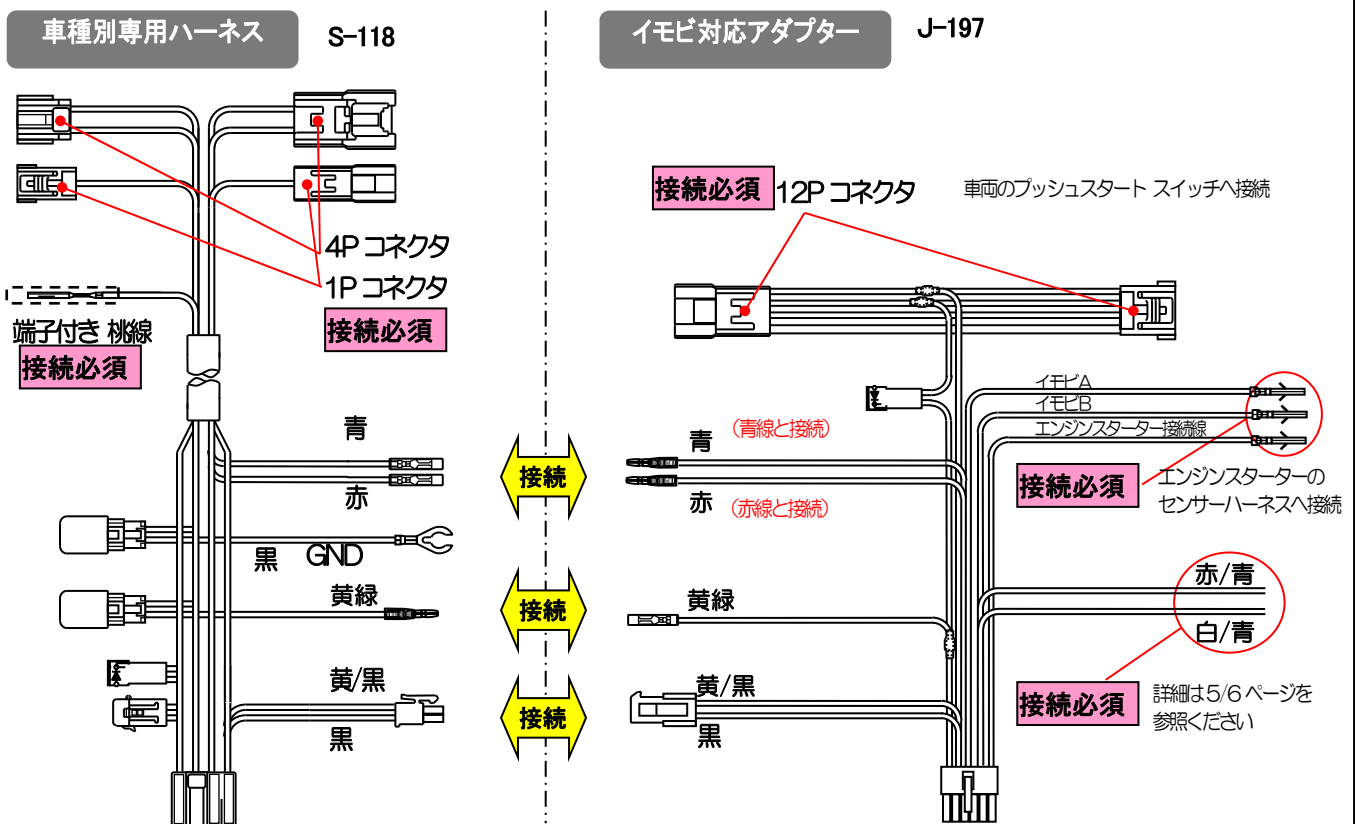 車種別専用ハーネス
S-118
4P コネクタ
1P コネクタ
接続必須
端子付き 桃線
接続必須
青
赤
黒 GND
黄緑
黄/黒
黒
接続
接続
接続
イモビ対応アダプター
J-197
接続必須
12P コネクタ
車両のプッシュスタート スイッチへ接続
イモビA
イモビB
エンジンスターター接続線
接続必須
エンジンスターターの
センサーハーネスへ接続
青
(青線と接続)
赤
(赤線と接続)
黄緑
黄/黒
黒
赤/青
白/青
接続必須
詳細は5/6 ページを
参照ください